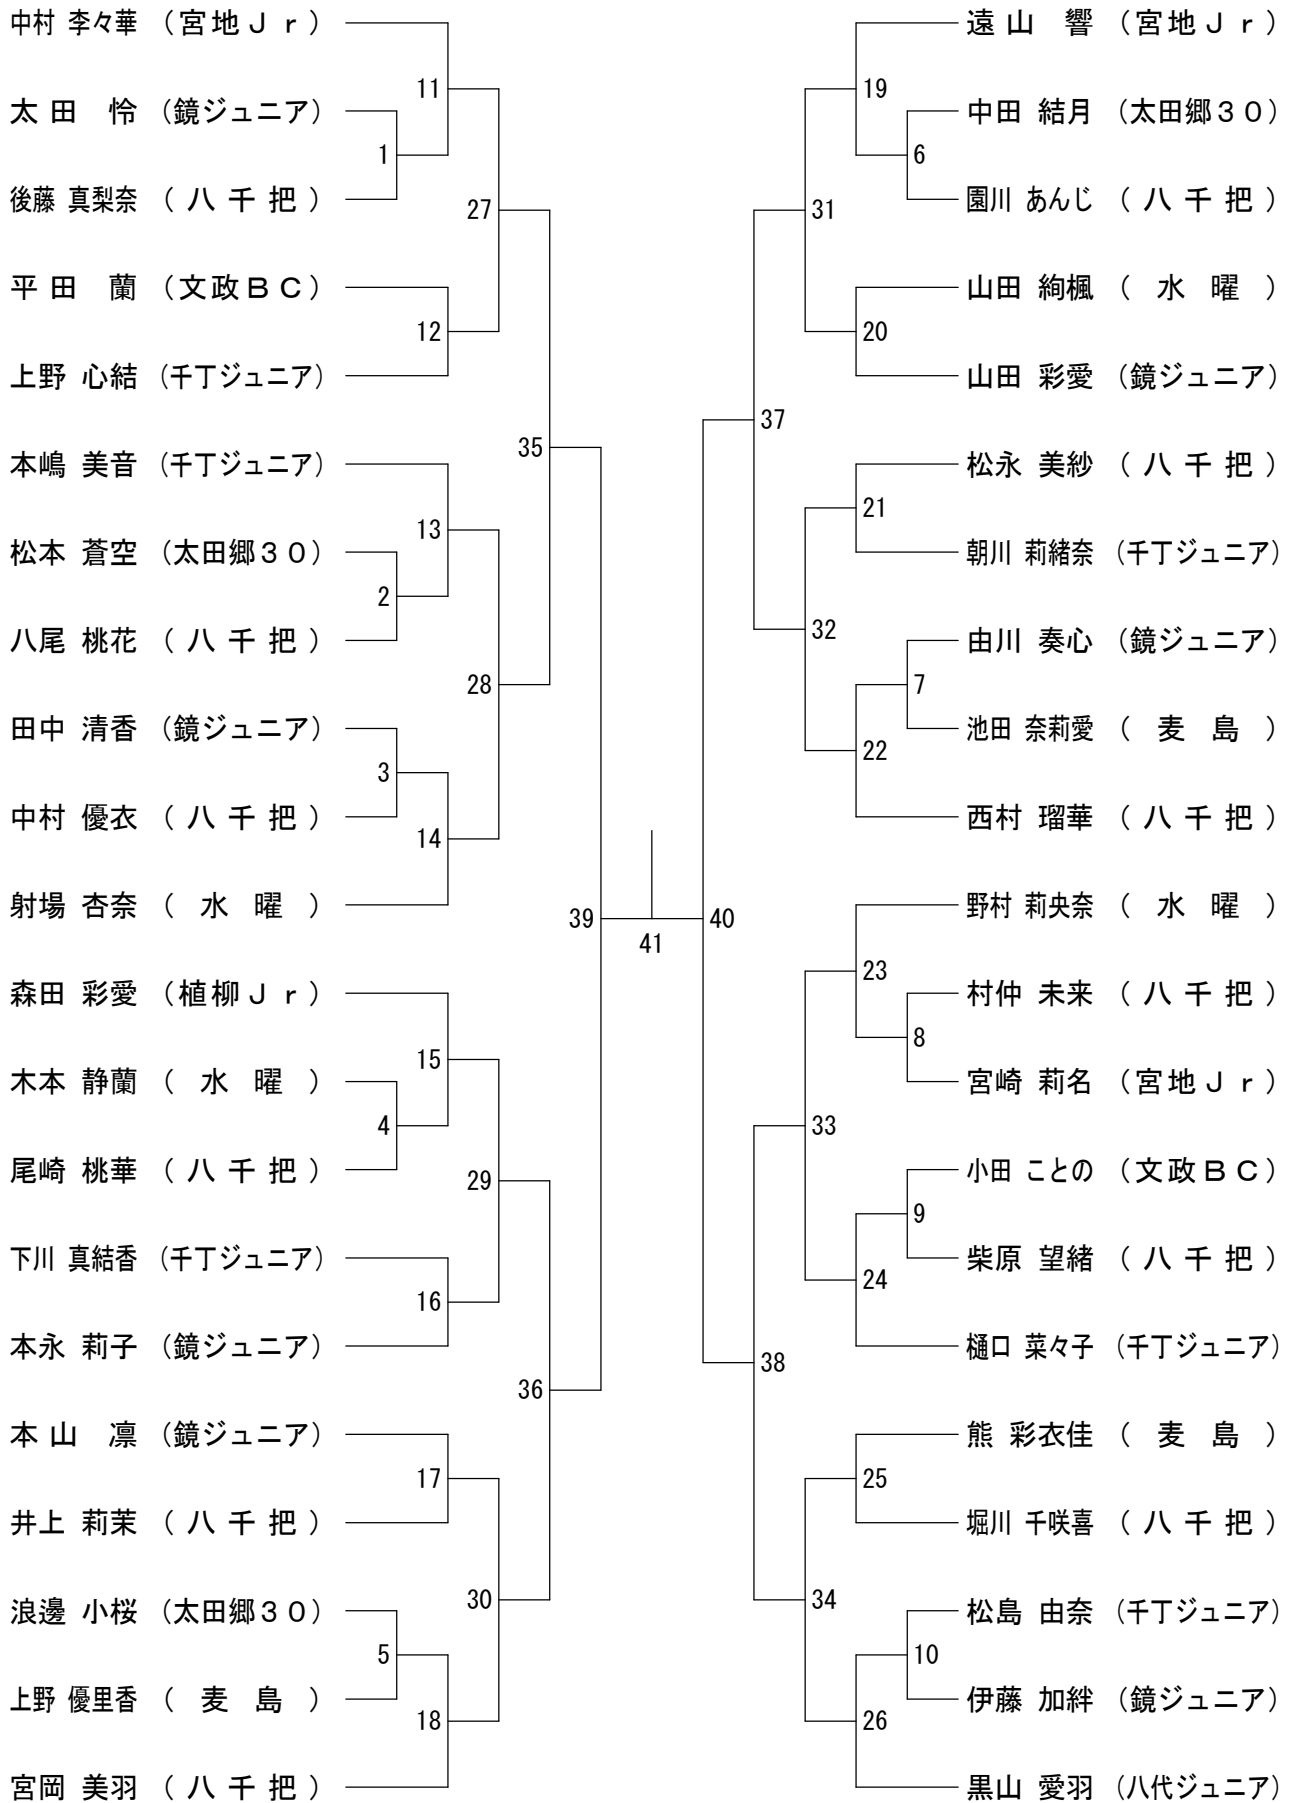 中村 李々華 （宮地Ｊｒ）
11
太田　怜 （鏡ジュニア）
1
後藤 真梨奈 （八千把）
27
平田　蘭 （文政ＢＣ）
12
上野 心結 （千丁ジュニア）
35
本嶋 美音 （千丁ジュニア）
13
松本 蒼空 （太田郷３０）
2
八尾 桃花 （八千把）
28
田中 清香 （鏡ジュニア）
3
中村 優衣 （八千把）
14
射場 杏奈 （水曜）
39
森田 彩愛 （植柳Ｊｒ）
15
木本 静蘭 （水曜）
4
尾崎 桃華 （八千把）
29
下川 真結香 （千丁ジュニア）
16
本永 莉子 （鏡ジュニア）
36
本山　凛 （鏡ジュニア）
17
井上 莉茉 （八千把）
30
浪邊 小桜 （太田郷３０）
5
上野 優里香 （麦島）
18
宮岡 美羽 （八千把）
41
遠山　響 （宮地Ｊｒ）
19
中田 結月 （太田郷３０）
6
園川 あんじ （八千把）
31
山田 絢楓 （水曜）
20
山田 彩愛 （鏡ジュニア）
37
松永 美紗 （八千把）
21
朝川 莉緒奈 （千丁ジュニア）
32
由川 奏心 （鏡ジュニア）
7
池田 奈莉愛 （麦島）
22
西村 瑠華 （八千把）
40
野村 莉央奈 （水曜）
23
村仲 未来 （八千把）
8
宮崎 莉名 （宮地Ｊｒ）
33
小田 ことの （文政ＢＣ）
9
柴原 望緒 （八千把）
24
樋口 菜々子 （千丁ジュニア）
38
熊 彩衣佳 （麦島）
25
堀川 千咲喜 （八千把）
34
松島 由奈 （千丁ジュニア）
10
伊藤 加絆 （鏡ジュニア）
26
黒山 愛羽 （八代ジュニア）